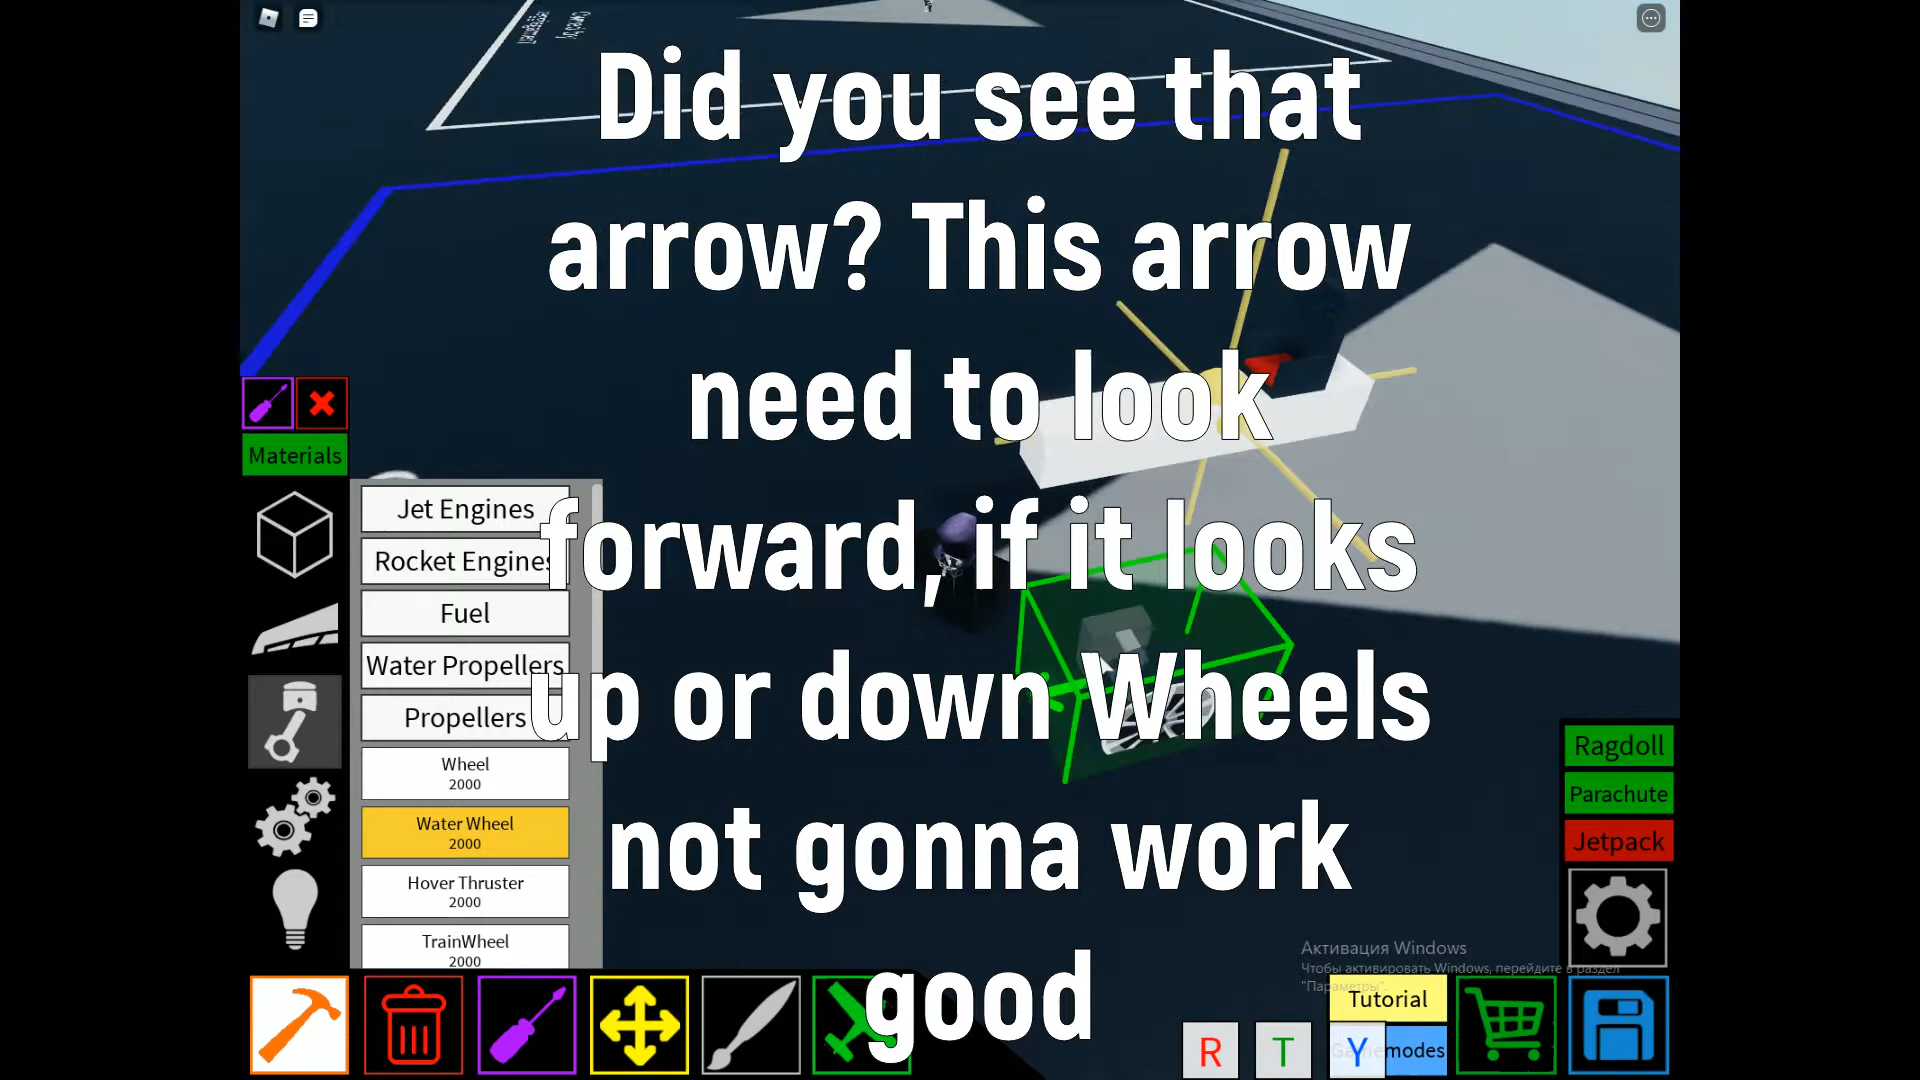 Did you see that
arrow? This arrow
need to look
forward, if it looks
up or down Wheels
not gonna work
good
Materials
Jet Engines
Rocket Engines
Fuel
Water Propellers
Propellers
Wheel
2000
Water Wheel
2000
Hover Thruster
2000
TrainWheel
2000
Ragdoll
Parachute
Jetpack
Активация Windows
Чтобы активировать Windows, перейдите в раздел
"Параметры".
Tutorial
R
T
Y
modes